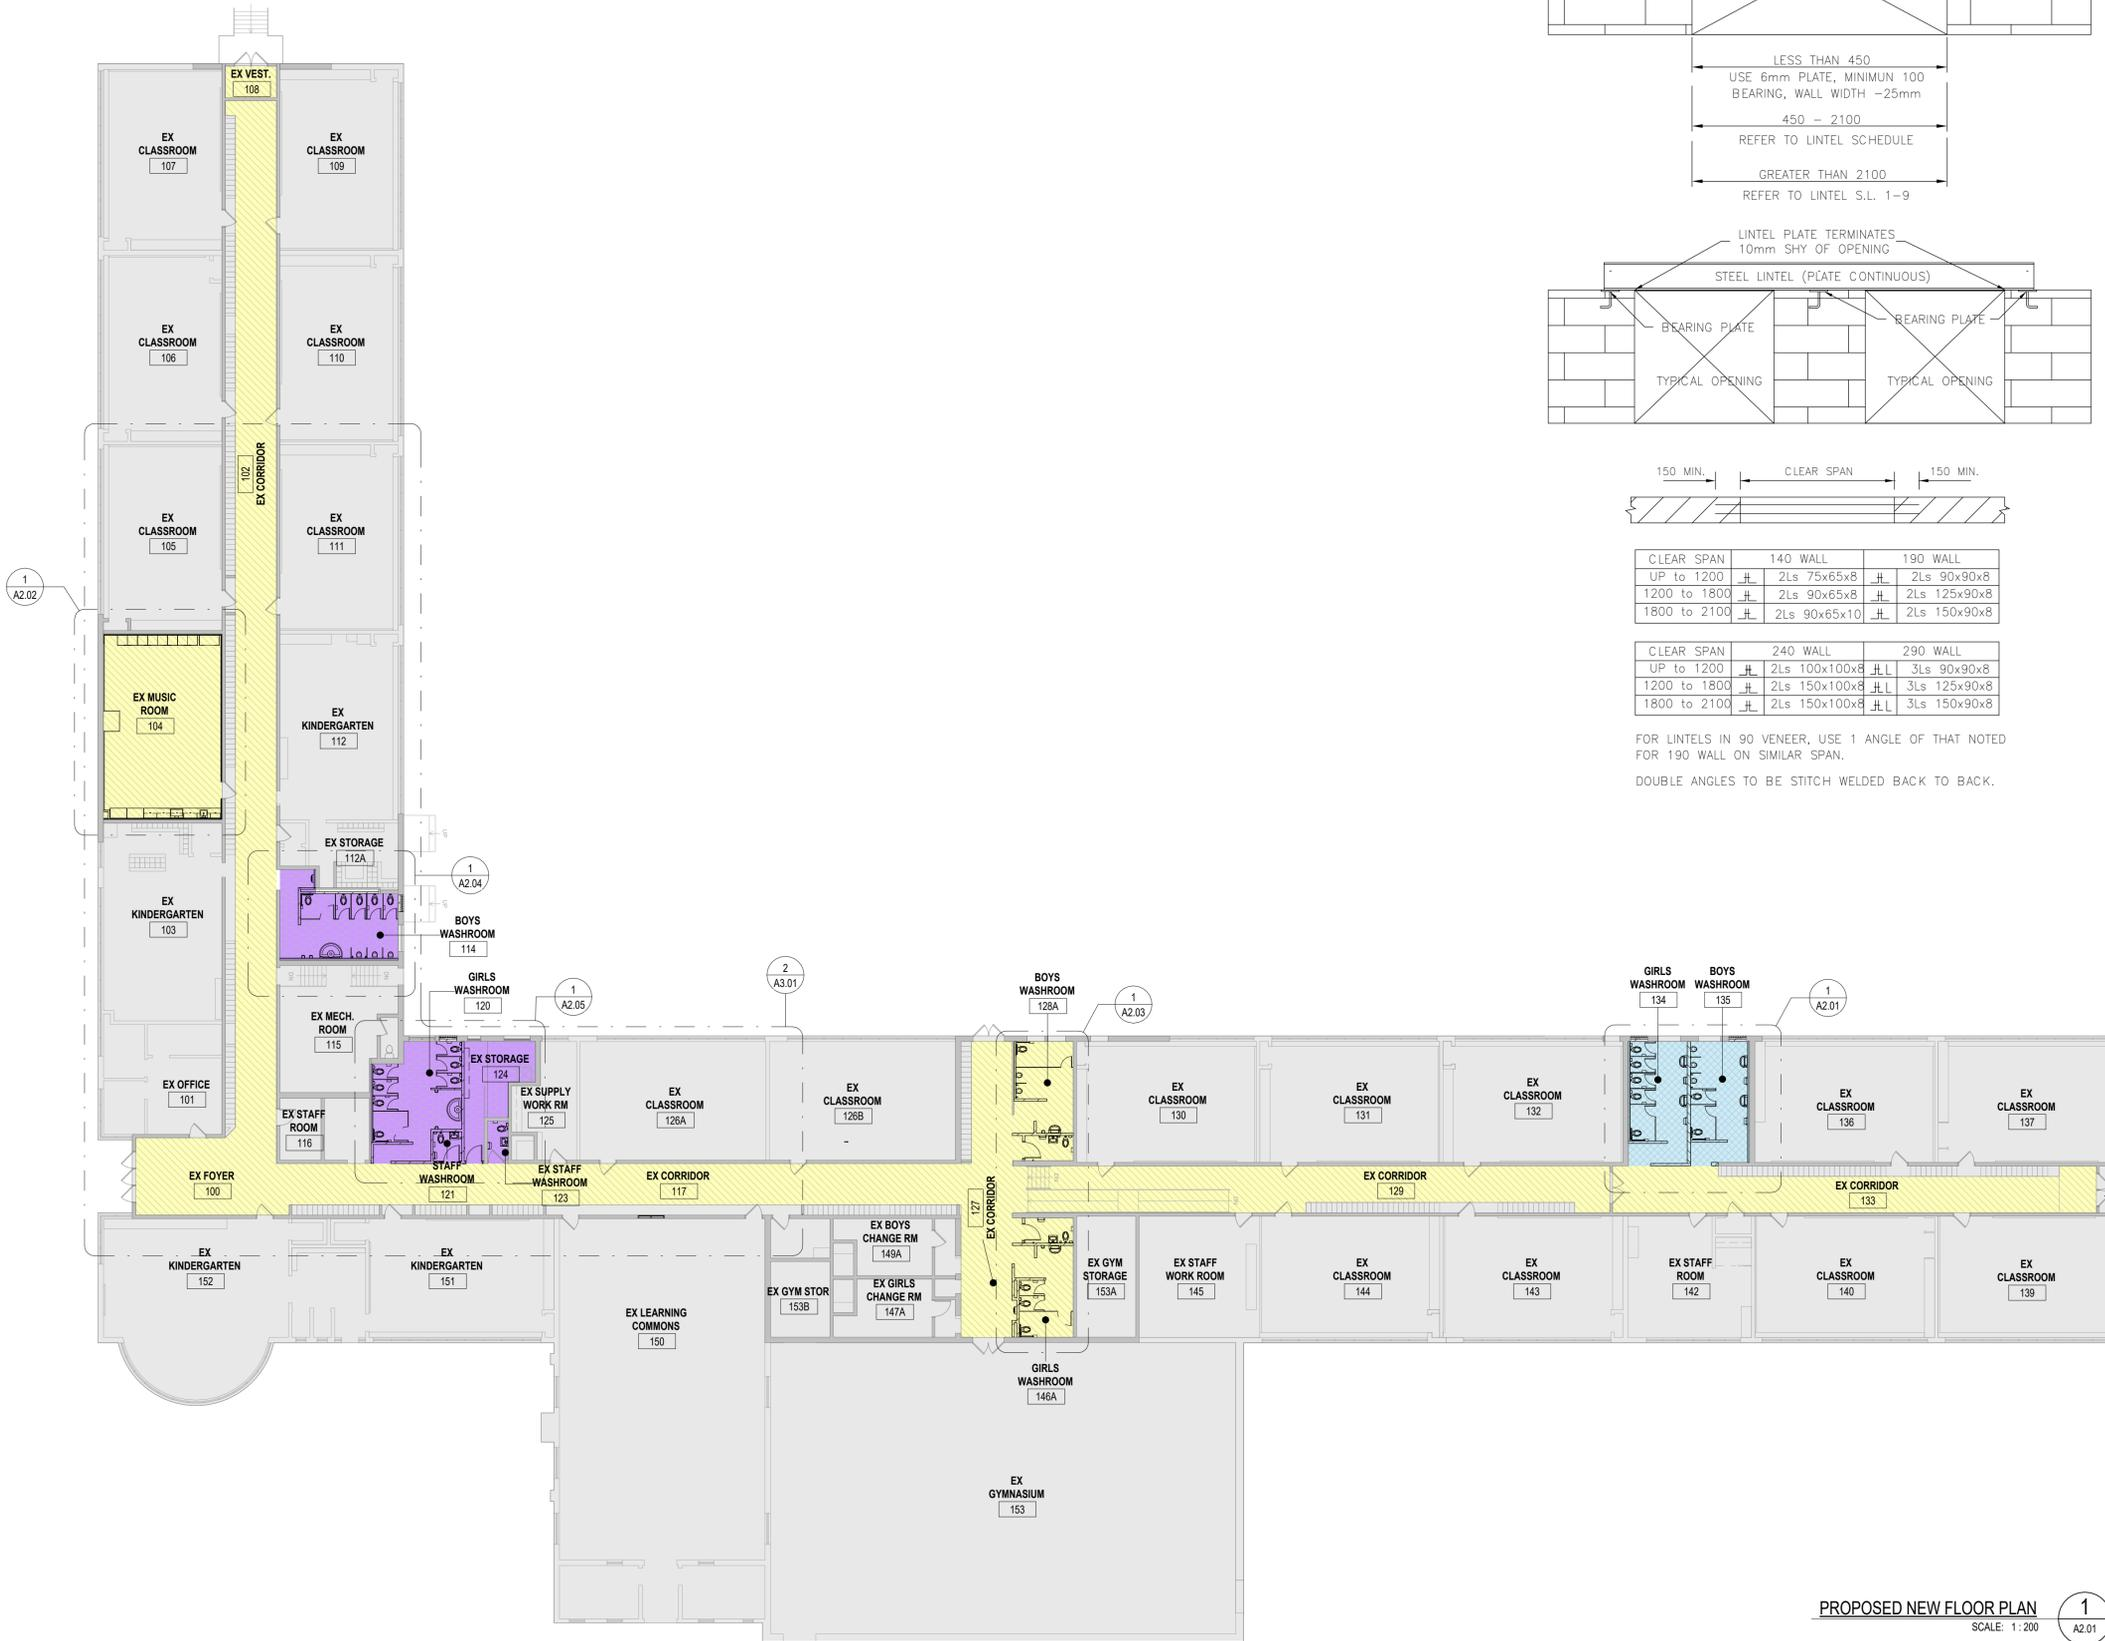 LESS THAN 450
USE 6mm PLATE, MINIMUN 100
BEARING, WALL WIDTH -25mm
450 - 2100
REFER TO LINTEL SCHEDULE
GREATER THAN 2100
REFER TO LINTEL S.L. 1-9
LINTEL PLATE TERMINATES
10mm SHY OF OPENING
STEEL LINTEL (PLATE CONTINUOUS)
BEARING PLATE
BEARING PLATE
TYPICAL OPENING
TYPICAL OPENING
150 MIN.
CLEAR SPAN
150 MIN.
CLEAR SPAN 140 WALL 190 WALL
UP to 1200 2Ls 75x65x8 2Ls 90x90x8
1200 to 1800 2Ls 90x65x8 2Ls 125x90x8
1800 to 2100 2Ls 90x65x10 2Ls 150x90x8
CLEAR SPAN 240 WALL 290 WALL
UP to 1200 2Ls 100x100x8 3Ls 90x90x8
1200 to 1800 2Ls 150x100x8 3Ls 125x90x8
1800 to 2100 2Ls 150x100x8 3Ls 150x90x8
FOR LINTELS IN 90 VENEER, USE 1 ANGLE OF THAT NOTED
FOR 190 WALL ON SIMILAR SPAN.
DOUBLE ANGLES TO BE STITCH WELDED BACK TO BACK.
EX VEST.
108
EX
CLASSROOM
107
EX
CLASSROOM
109
EX
CLASSROOM
106
EX
CLASSROOM
110
102
EX CORRIDOR
EX
CLASSROOM
105
EX
CLASSROOM
111
1
A2.02
EX MUSIC
ROOM
104
EX
KINDERGARTEN
112
UP
EX STORAGE
112A
1
A2.04
UP
EX
KINDERGARTEN
103
BOYS
WASHROOM
114
DN
DN
GIRLS
WASHROOM
120
1
A2.05
2
A3.01
EX MECH.
ROOM
115
EX STORAGE
124
EX OFFICE
101
EX STAFF
ROOM
116
EX SUPPLY
WORK RM
125
EX
CLASSROOM
126A
EX
CLASSROOM
126B
BOYS
WASHROOM
128A
1
A2.03
EX
CLASSROOM
130
EX
CLASSROOM
131
EX
CLASSROOM
132
GIRLS
WASHROOM
134
BOYS
WASHROOM
135
1
A2.01
EX
CLASSROOM
136
EX
CLASSROOM
137
EX FOYER
100
STAFF
WASHROOM
121
EX STAFF
WASHROOM
123
EX CORRIDOR
117
127
EX CORRIDOR
DN
DN
EX CORRIDOR
129
EX CORRIDOR
133
EX
KINDERGARTEN
152
EX
KINDERGARTEN
151
EX BOYS
CHANGE RM
149A
EX GYM STOR
153B
EX GIRLS
CHANGE RM
147A
EX LEARNING
COMMONS
150
EX GYM
STORAGE
153A
EX STAFF
WORK ROOM
145
EX
CLASSROOM
144
EX
CLASSROOM
143
EX STAFF
ROOM
142
EX
CLASSROOM
140
EX
CLASSROOM
139
GIRLS
WASHROOM
146A
EX
GYMNASIUM
153
PROPOSED NEW FLOOR PLAN
SCALE: 1 : 200
1
A2.01